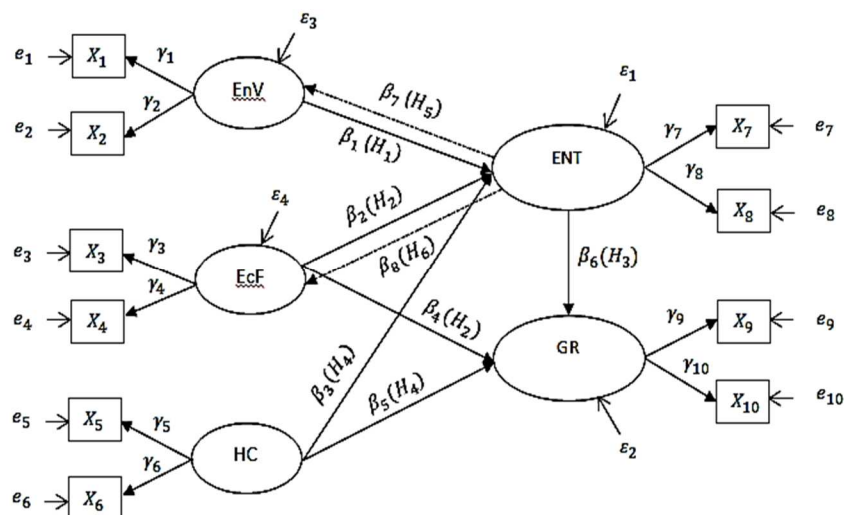 e₁
X₁
γ₁
ε₃
EnV
e₂
X₂
γ₂
β₇ (H₅)
β₁ (H₁)
ε₁
ENT
γ₇
X₇
e₇
γ₈
X₈
e₈
ε₄
e₃
X₃
γ₃
EcF
e₄
X₄
γ₄
β₂(H₂)
β₈(H₆)
β₆(H₃)
β₄(H₂)
β₃(H₄)
β₅(H₄)
GR
γ₉
X₉
e₉
γ₁₀
X₁₀
e₁₀
ε₂
e₅
X₅
γ₅
HC
e₆
X₆
γ₆